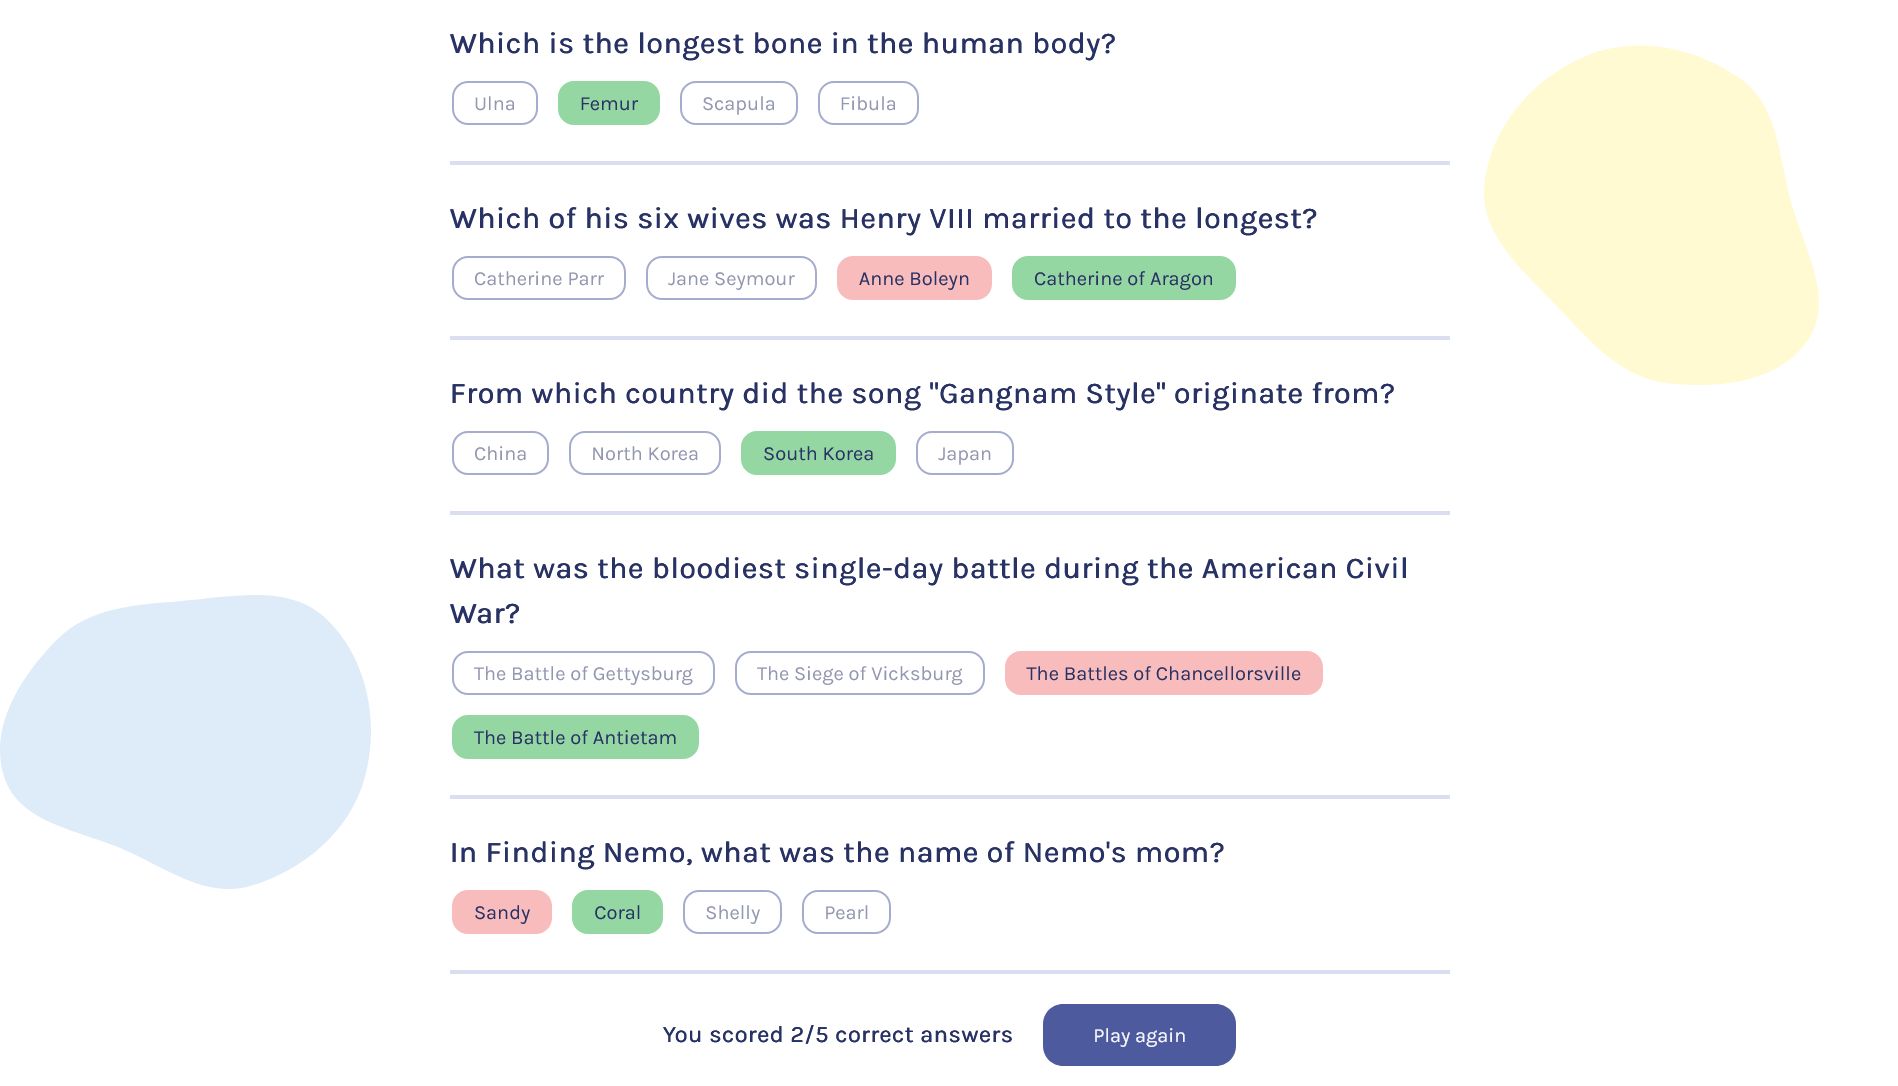 Which is the longest bone in the human body?
Ulna Femur Scapula Fibula
Which of his six wives was Henry VIII married to the longest?
Catherine Parr Jane Seymour Anne Boleyn Catherine of Aragon
From which country did the song "Gangnam Style" originate from?
China North Korea South Korea Japan
What was the bloodiest single-day battle during the American Civil
War?
The Battle of Gettysburg The Siege of Vicksburg The Battles of Chancellorsville
The Battle of Antietam
In Finding Nemo, what was the name of Nemo's mom?
Sandy Coral Shelly Pearl
You scored 2/5 correct answers Play again